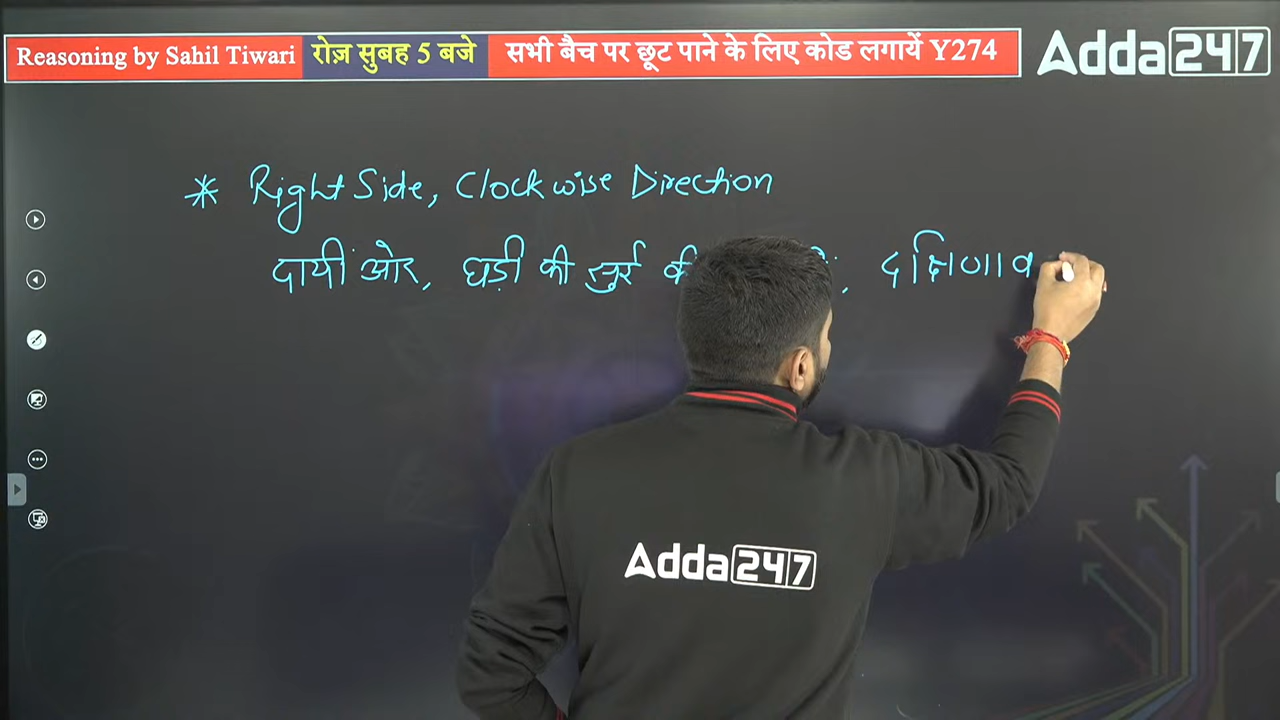 Reasoning by Sahil Tiwari रोज़ सुबह 5 बजे सभी बैच पर छूट पाने के लिए कोड लगायें Y274 Adda247
* Right Side, Clockwise Direction
दायीं ओर, घड़ी की सुई की , दक्षिणाव
Adda247